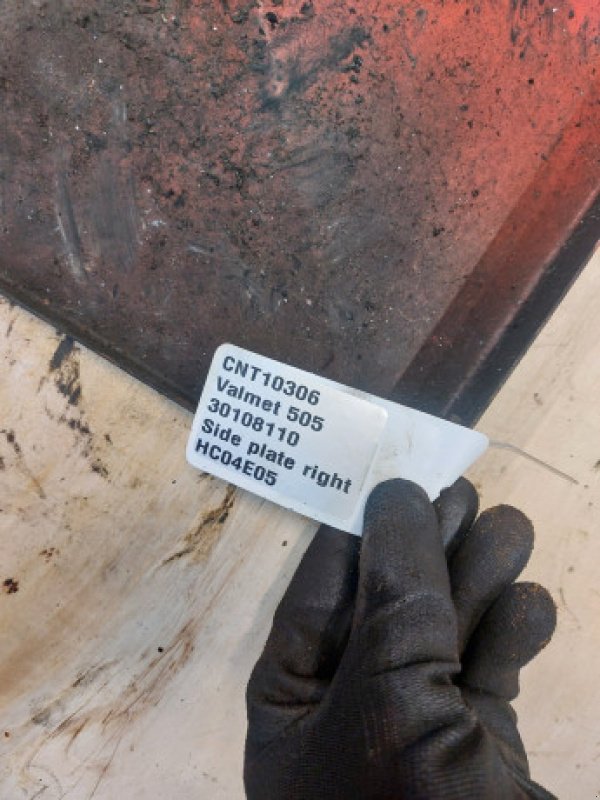 CNT10306
Valmet 505
30108110
Side plate right
HC04E05